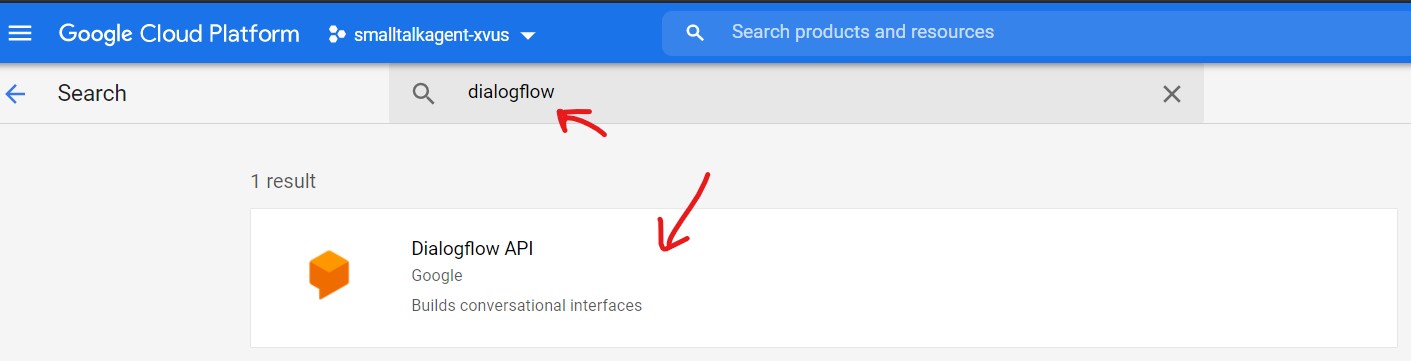 Google Cloud Platform smalltalkagent-xvus Search products and resources
Search dialogflow
1 result
Dialogflow API
Google
Builds conversational interfaces